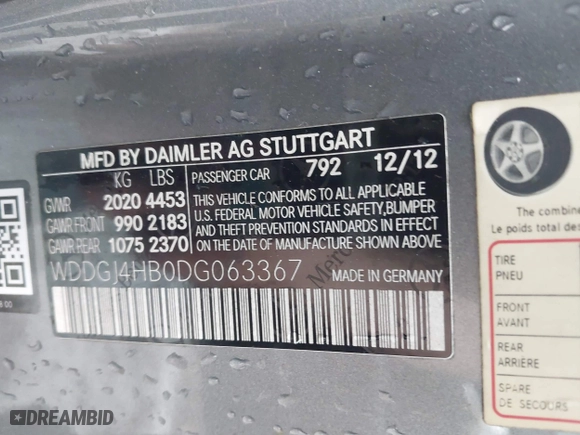 MFD BY DAIMLER AG STUTTGART
KG LBS
GVWR 2020 4453
GAWR FRONT 990 2183
GAWR REAR 1075 2370
PASSENGER CAR 792 12/12
THIS VEHICLE CONFORMS TO ALL APPLICABLE
U.S. FEDERAL MOTOR VEHICLE SAFETY, BUMPER
AND THEFT PREVENTION STANDARDS IN EFFECT
ON THE DATE OF MANUFACTURE SHOWN ABOVE.
WDDGJ4HB0DG063367 MADE IN GERMANY
The combine
Le poids total
TIRE
PNEU
FRONT
AVANT
REAR
ARRIÈRE
SPARE
DE SECOURS
DREAMBID